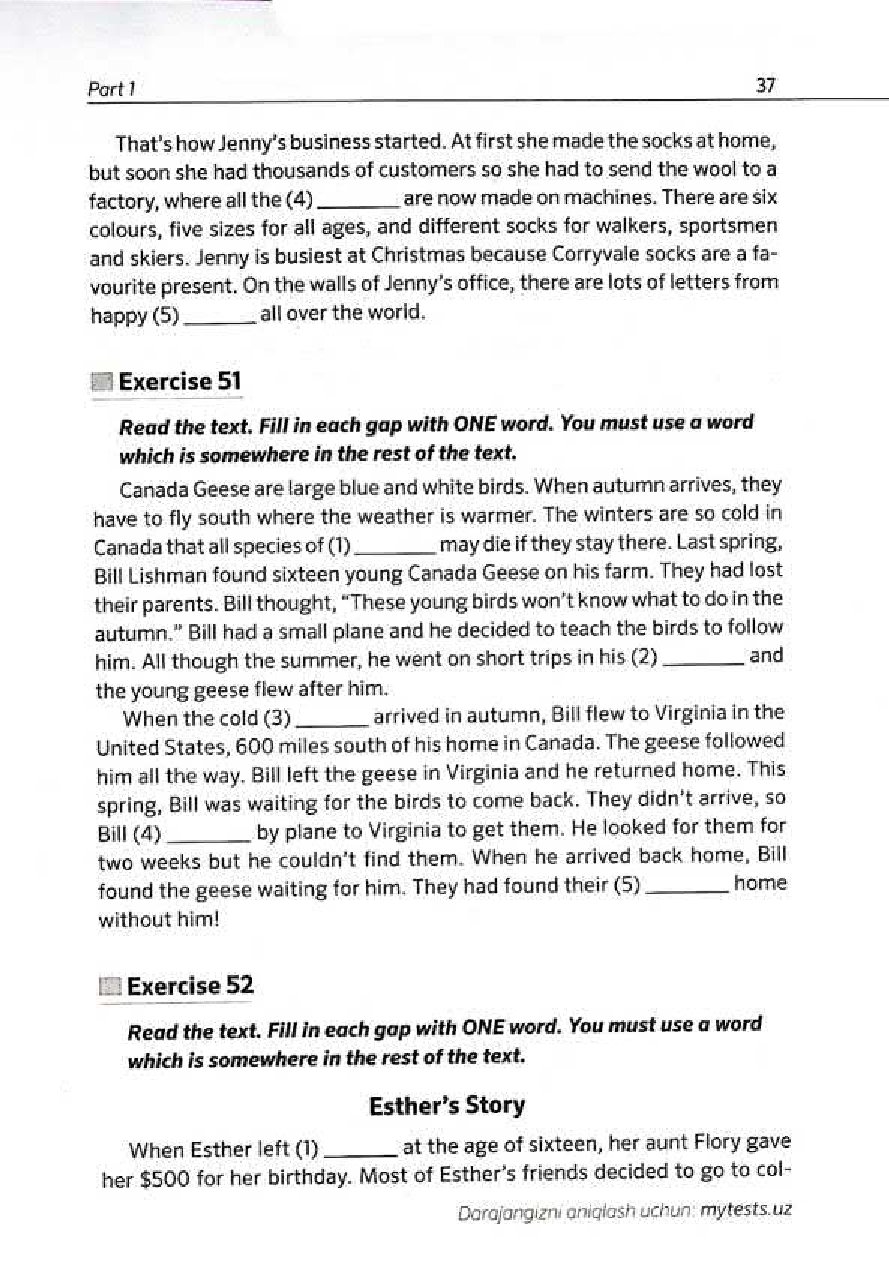 Part 1
37
That's how Jenny's business started. At first she made the socks at home,
but soon she had thousands of customers so she had to send the wool to a
factory, where all the (4) ________ are now made on machines. There are six
colours, five sizes for all ages, and different socks for walkers, sportsmen
and skiers. Jenny is busiest at Christmas because Corryvale socks are a fa-
vourite present. On the walls of Jenny's office, there are lots of letters from
happy (5) _______ all over the world.
Exercise 51
Read the text. Fill in each gap with ONE word. You must use a word
which is somewhere in the rest of the text.
Canada Geese are large blue and white birds. When autumn arrives, they
have to fly south where the weather is warmer. The winters are so cold in
Canada that all species of (1) ________ may die if they stay there. Last spring,
Bill Lishman found sixteen young Canada Geese on his farm. They had lost
their parents. Bill thought, "These young birds won't know what to do in the
autumn." Bill had a small plane and he decided to teach the birds to follow
him. All though the summer, he went on short trips in his (2) ________ and
the young geese flew after him.
When the cold (3) _______ arrived in autumn, Bill flew to Virginia in the
United States, 600 miles south of his home in Canada. The geese followed
him all the way. Bill left the geese in Virginia and he returned home. This
spring, Bill was waiting for the birds to come back. They didn't arrive, so
Bill (4) ________ by plane to Virginia to get them. He looked for them for
two weeks but he couldn't find them. When he arrived back home, Bill
found the geese waiting for him. They had found their (5) ________ home
without him!
Exercise 52
Read the text. Fill in each gap with ONE word. You must use a word
which is somewhere in the rest of the text.
Esther's Story
When Esther left (1) _______ at the age of sixteen, her aunt Flory gave
her $500 for her birthday. Most of Esther's friends decided to go to col-
Darajangizni aniqlash uchun: mytests.uz